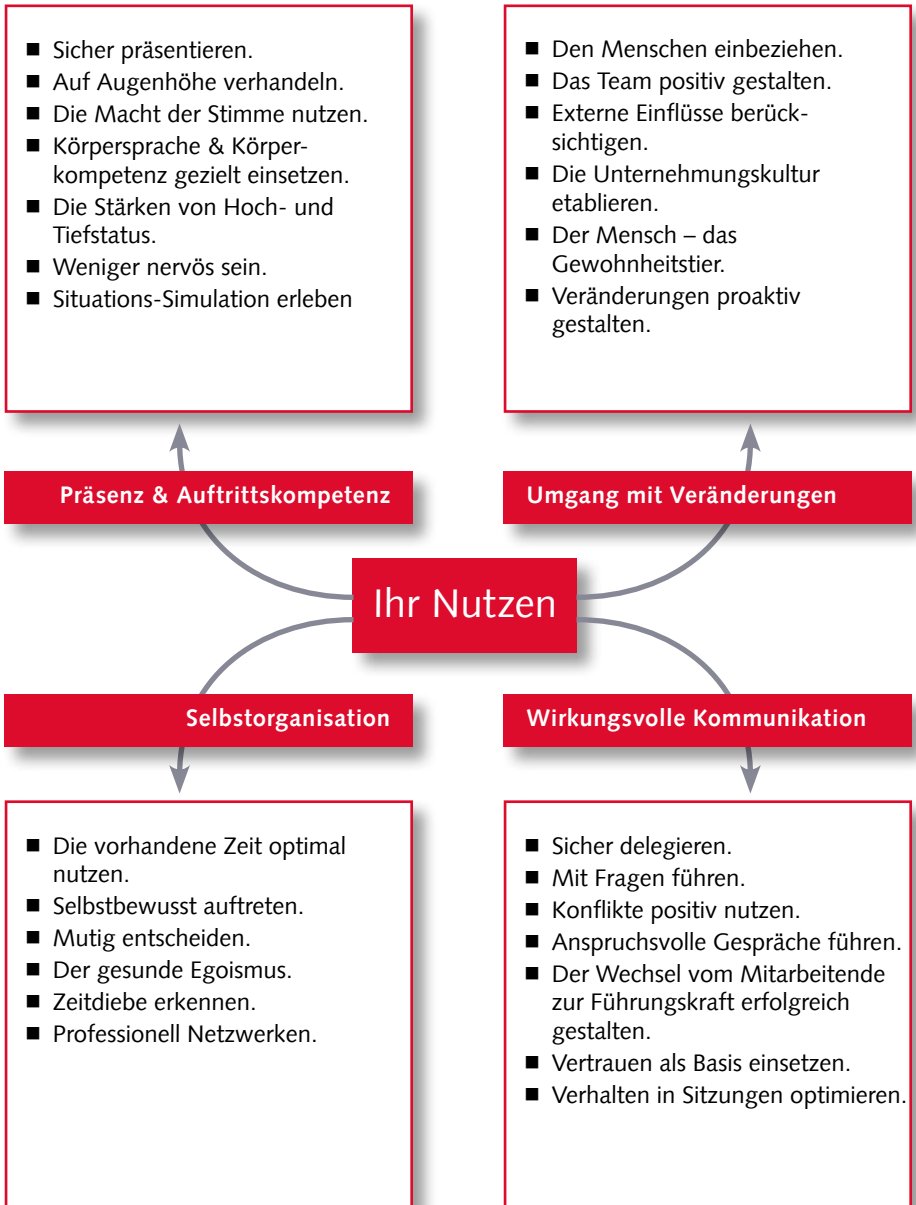 ■ Sicher präsentieren.
■ Auf Augenhöhe verhandeln.
■ Die Macht der Stimme nutzen.
■ Körpersprache & Körper-
kompetenz gezielt einsetzen.
■ Die Stärken von Hoch- und
Tiefstatus.
■ Weniger nervös sein.
■ Situations-Simulation erleben
■ Den Menschen einbeziehen.
■ Das Team positiv gestalten.
■ Externe Einflüsse berück-
sichtigen.
■ Die Unternehmungskultur
etablieren.
■ Der Mensch – das
Gewohnheitstier.
■ Veränderungen proaktiv
gestalten.
Präsenz & Auftrittskompetenz
Umgang mit Veränderungen
Ihr Nutzen
Selbstorganisation
Wirkungsvolle Kommunikation
■ Die vorhandene Zeit optimal
nutzen.
■ Selbstbewusst auftreten.
■ Mutig entscheiden.
■ Der gesunde Egoismus.
■ Zeitdiebe erkennen.
■ Professionell Netzwerken.
■ Sicher delegieren.
■ Mit Fragen führen.
■ Konflikte positiv nutzen.
■ Anspruchsvolle Gespräche führen.
■ Der Wechsel vom Mitarbeitende
zur Führungskraft erfolgreich
gestalten.
■ Vertrauen als Basis einsetzen.
■ Verhalten in Sitzungen optimieren.